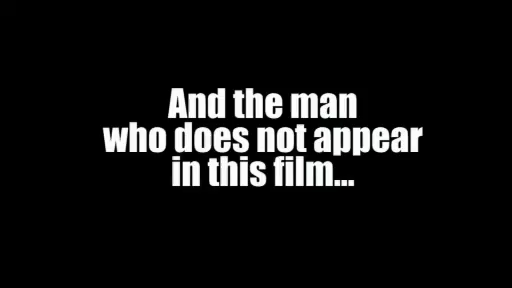 And the man
who does not appear
in this film...